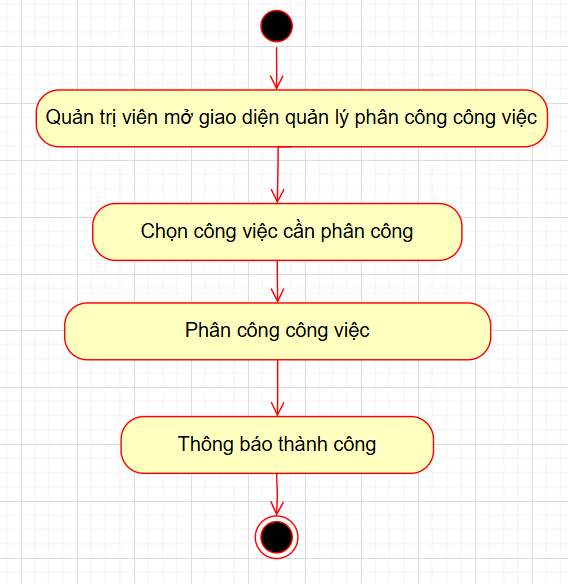 Quản trị viên mở giao diện quản lý phân công công việc
Chọn công việc cần phân công
Phân công công việc
Thông báo thành công